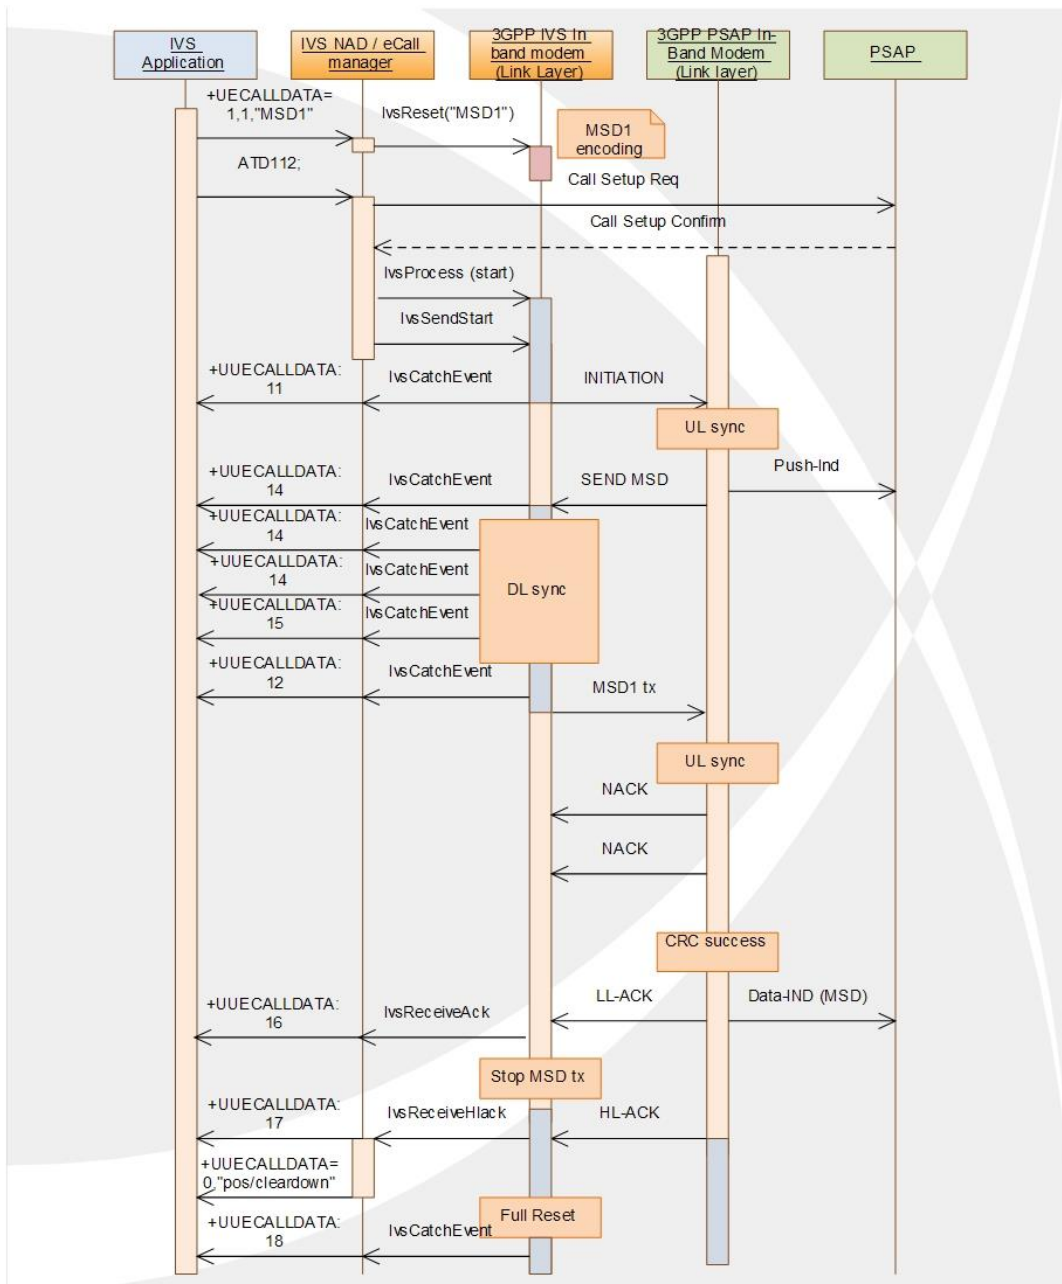 IVS
Application
IVS NAD / eCall
manager
3GPP IVS In
band modem
(Link Layer)
3GPP PSAP In-
Band Modem
(Link layer)
PSAP
+UECALLDATA=
1,1,"MSD1"
IvsReset("MSD1")
MSD1
encoding
ATD112;
Call Setup Req
Call Setup Confirm
IvsProcess (start)
IvsSendStart
+UUECALLDATA:
11
IvsCatchEvent
INITIATION
UL sync
Push-Ind
+UUECALLDATA:
14
IvsCatchEvent
SEND MSD
+UUECALLDATA:
14
IvsCatchEvent
+UUECALLDATA:
14
IvsCatchEvent
DL sync
+UUECALLDATA:
15
IvsCatchEvent
+UUECALLDATA:
12
IvsCatchEvent
MSD1 tx
UL sync
NACK
NACK
CRC success
LL-ACK
Data-IND (MSD)
+UUECALLDATA:
16
IvsReceiveAck
Stop MSD tx
+UUECALLDATA:
17
IvsReceiveHlack
HL-ACK
+UUECALLDATA=
0,"pos/cleardown"
Full Reset
+UUECALLDATA:
18
IvsCatchEvent